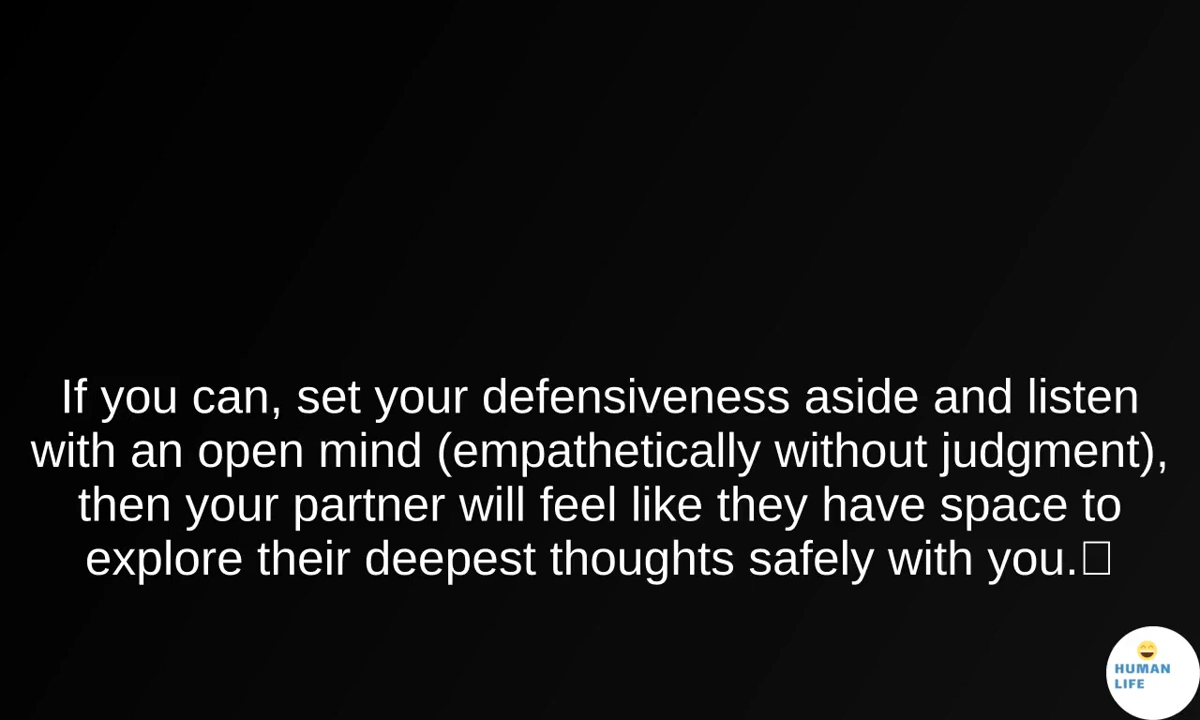 If you can, set your defensiveness aside and listen
with an open mind (empathetically without judgment),
then your partner will feel like they have space to
explore their deepest thoughts safely with you.
HUMAN
LIFE